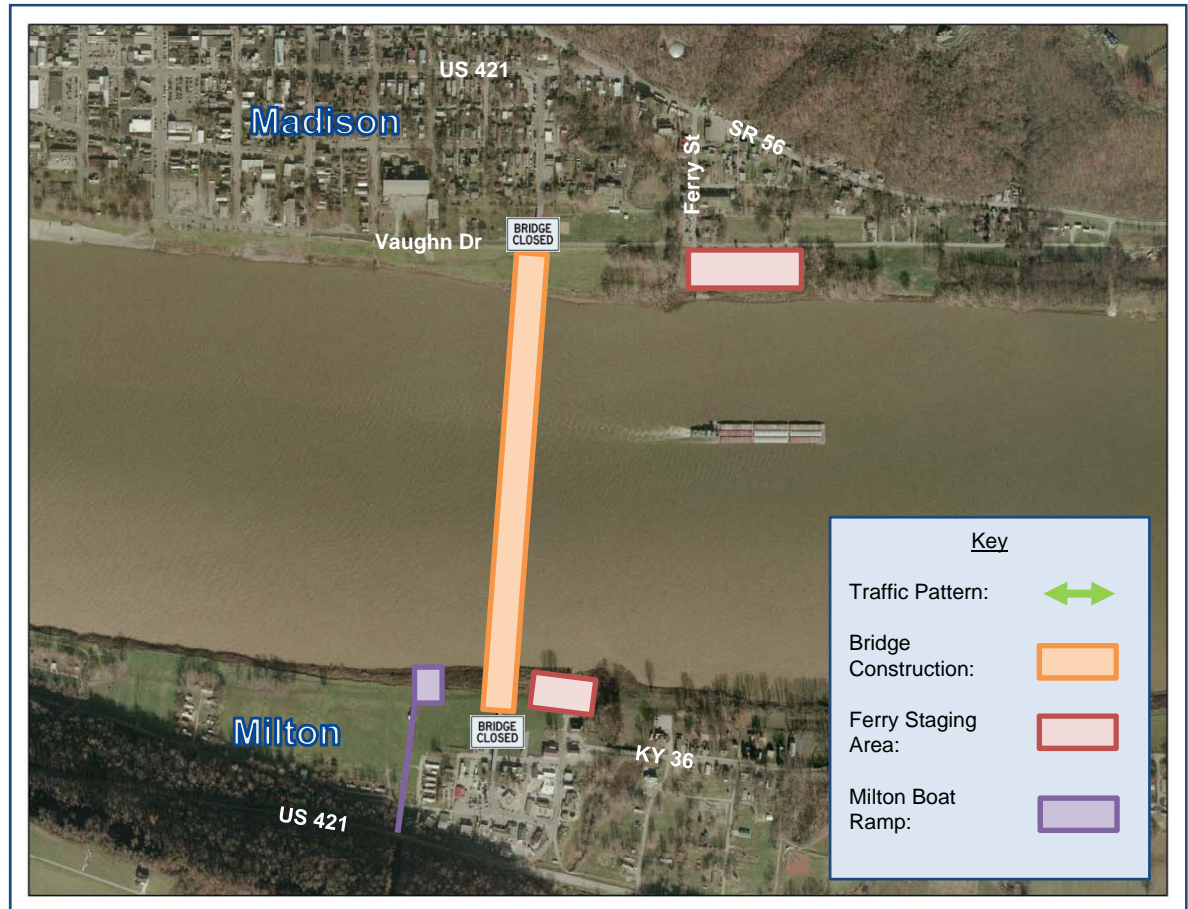 US 421
Madison
SR 56
Ferry St
BRIDGE
CLOSED
Vaughn Dr
Key
Traffic Pattern:
Bridge
Construction:
Ferry Staging
Area:
Milton Boat
Ramp:
Milton
BRIDGE
CLOSED
KY 36
US 421